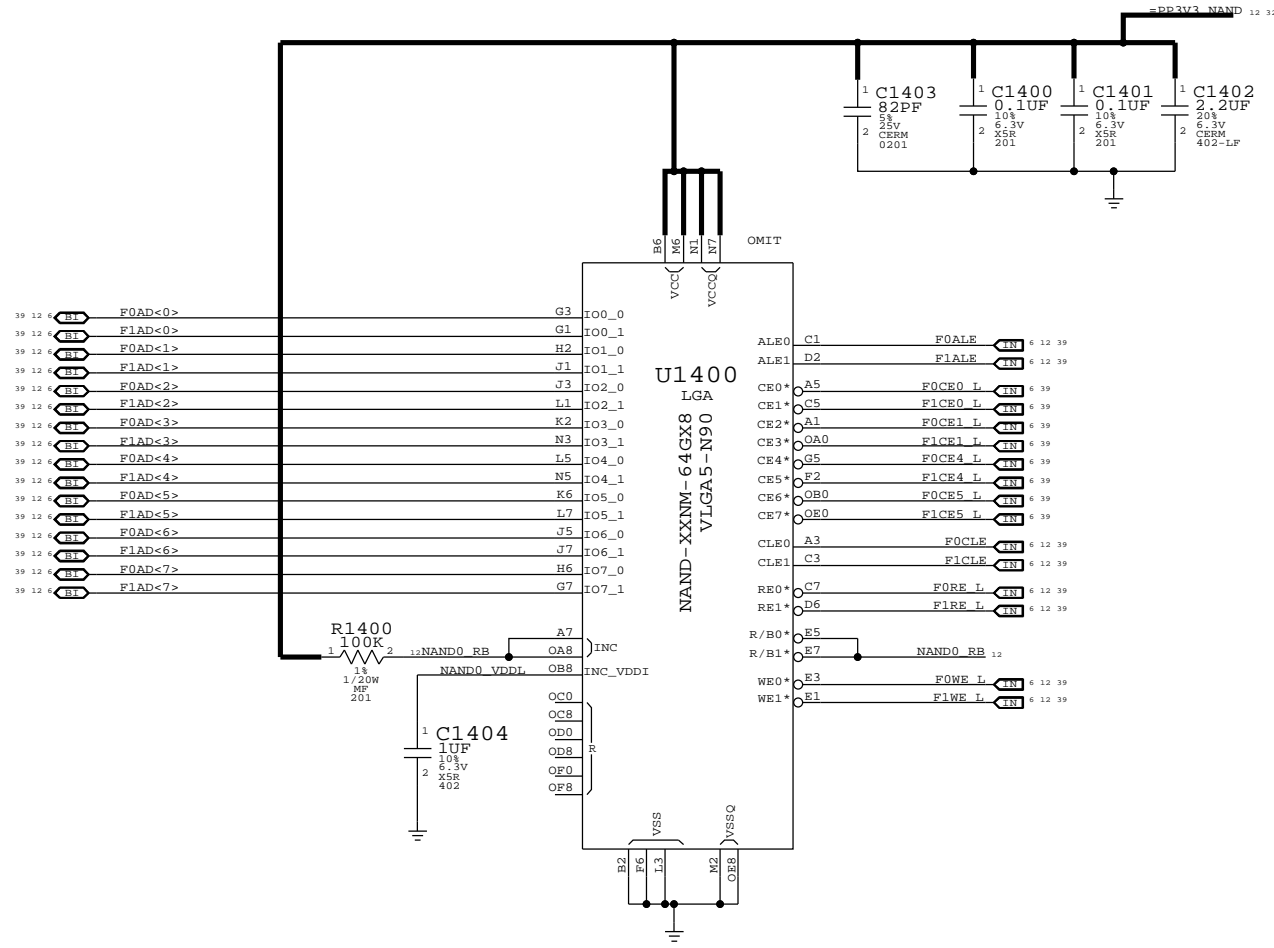 =PP3V3_NAND 12 32
1 C1403
82PF
5%
25V
CERM
2 0201
1 C1400
0.1UF
10%
6.3V
X5R
2 201
1 C1401
0.1UF
10%
6.3V
X5R
2 201
1 C1402
2.2UF
20%
6.3V
CERM
2 402-LF
B6 M6 N1 N7
OMIT
VCC VCCQ
39 12 6 BI F0AD<0> G3 IO0_0
39 12 6 BI F1AD<0> G1 IO0_1
39 12 6 BI F0AD<1> H2 IO1_0
39 12 6 BI F1AD<1> J1 IO1_1
39 12 6 BI F0AD<2> J3 IO2_0
39 12 6 BI F1AD<2> L1 IO2_1
39 12 6 BI F0AD<3> K2 IO3_0
39 12 6 BI F1AD<3> N3 IO3_1
39 12 6 BI F0AD<4> L5 IO4_0
39 12 6 BI F1AD<4> N5 IO4_1
39 12 6 BI F0AD<5> K6 IO5_0
39 12 6 BI F1AD<5> L7 IO5_1
39 12 6 BI F0AD<6> J5 IO6_0
39 12 6 BI F1AD<6> J7 IO6_1
39 12 6 BI F0AD<7> H6 IO7_0
39 12 6 BI F1AD<7> G7 IO7_1
U1400
LGA
NAND-XXNM-64GX8
VLGA5-N90
ALE0 C1 F0ALE IN 6 12 39
ALE1 D2 F1ALE IN 6 12 39
CE0* A5 F0CE0_L IN 6 39
CE1* C5 F1CE0_L IN 6 39
CE2* A1 F0CE1_L IN 6 39
CE3* OA0 F1CE1_L IN 6 39
CE4* G5 F0CE4_L IN 6 39
CE5* F2 F1CE4_L IN 6 39
CE6* OB0 F0CE5_L IN 6 39
CE7* OE0 F1CE5_L IN 6 39
CLE0 A3 F0CLE IN 6 12 39
CLE1 C3 F1CLE IN 6 12 39
RE0* C7 F0RE_L IN 6 12 39
RE1* D6 F1RE_L IN 6 12 39
R/B0* E5
R/B1* E7 NAND0_RB 12
WE0* E3 F0WE_L IN 6 12 39
WE1* E1 F1WE_L IN 6 12 39
R1400
100K
1 2
1%
1/20W
MF
201
12 NAND0_RB
A7
OA8
INC
NAND0_VDDL OB8 INC_VDDI
OC0
OC8
OD0
OD8
OF0
OF8
R
1 C1404
1UF
10%
6.3V
X5R
2 402
VSS VSSQ
B2 F6 L3 M2 OE8